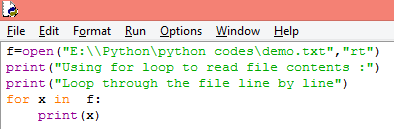 File Edit Format Run Options Window Help
f=open("E:\\Python\python codes\demo.txt","rt")
print("Using for loop to read file contents :")
print("Loop through the file line by line")
for x in  f:
    print(x)